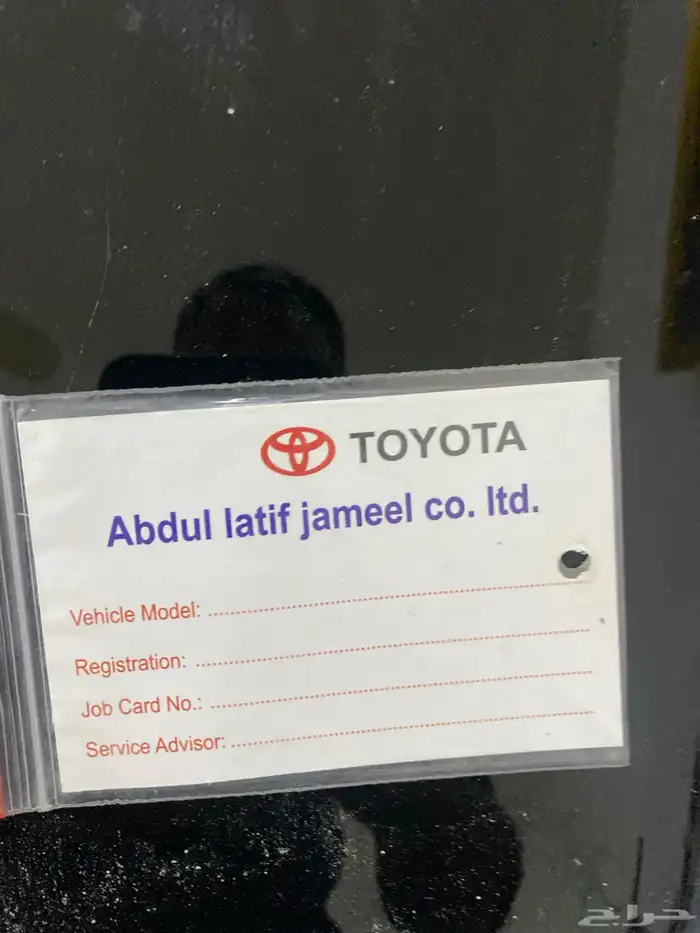 TOYOTA
Abdul latif jameel co. ltd.
Vehicle Model: ................................................................
Registration: ................................................................
Job Card No.: ................................................................
Service Advisor: ................................................................
حراج